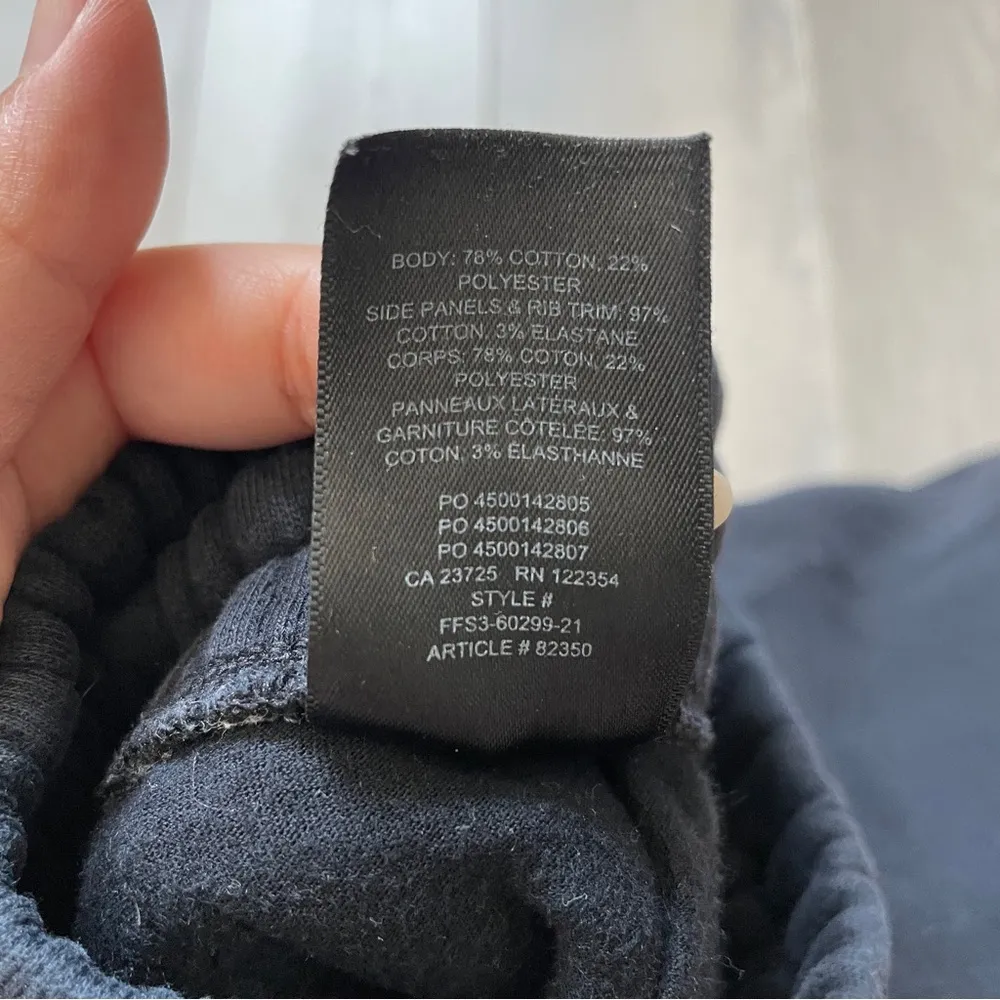 BODY: 78% COTTON, 22%
POLYESTER
SIDE PANELS & RIB TRIM: 97%
COTTON, 3% ELASTANE
CORPS: 78% COTON, 22%
POLYESTER
PANNEAUX LATÉRAUX &
GARNITURE CÔTELÉE: 97%
COTON, 3% ÉLASTHANNE
PO 4500142805
PO 4500142806
PO 4500142807
CA 23725 RN 122354
STYLE #
FFS3-60299-21
ARTICLE # 82350